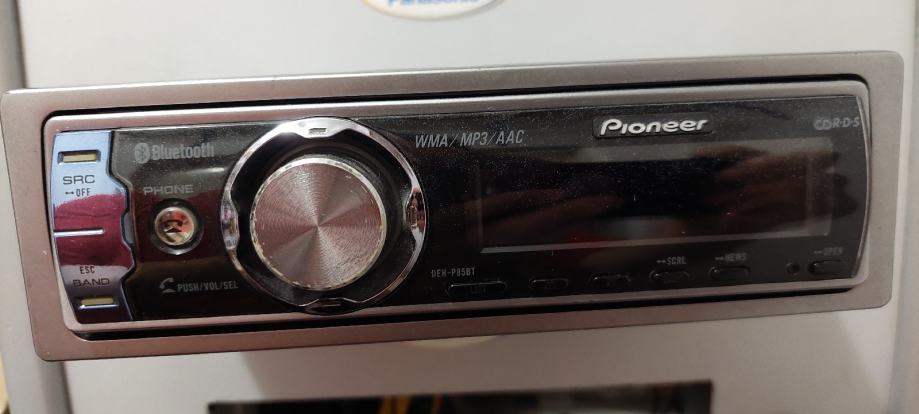 Panasonic
Pioneer
CD R·D·S
WMA/MP3/AAC
Bluetooth
SRC
OFF
PHONE
ESC
BAND
PUSH/VOL/SEL
DEH-P85BT
LIST
SCRL
NEWS
OPEN